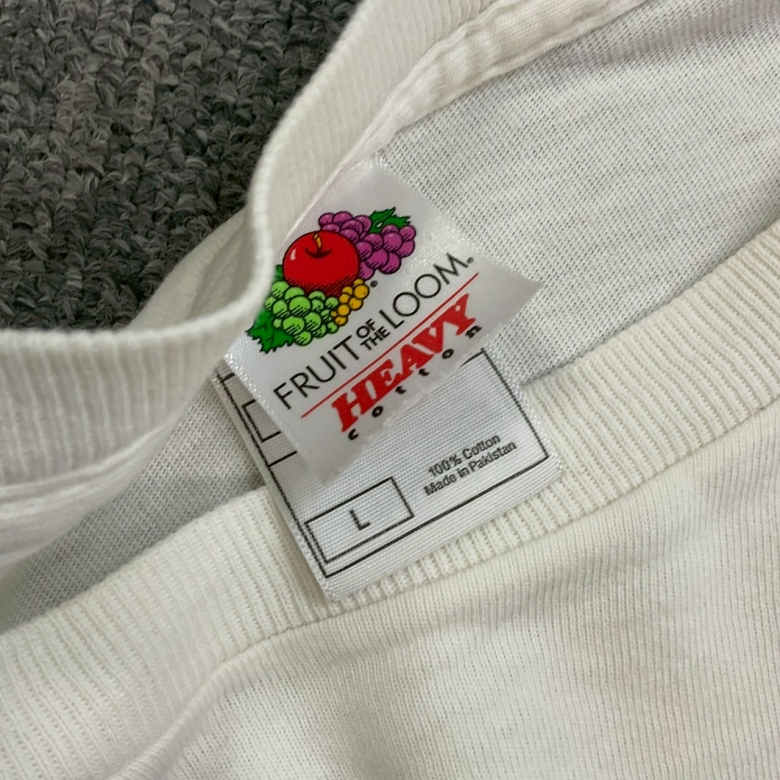 FRUIT OF THE LOOM®
HEAVY
cotton
100% Cotton
Made in Pakistan
L